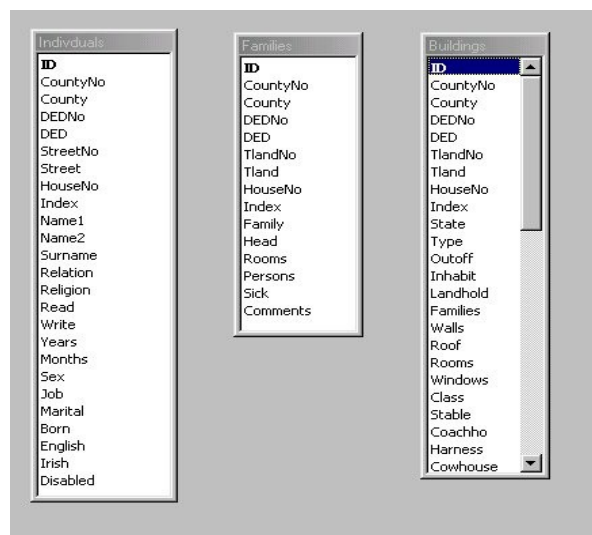 Indivduals
ID
CountyNo
County
DEDNo
DED
StreetNo
Street
HouseNo
Index
Name1
Name2
Surname
Relation
Religion
Read
Write
Years
Months
Sex
Job
Marital
Born
English
Irish
Disabled
Families
ID
CountyNo
County
DEDNo
DED
TlandNo
Tland
HouseNo
Index
Family
Head
Rooms
Persons
Sick
Comments
Buildings
ID
CountyNo
County
DEDNo
DED
TlandNo
Tland
HouseNo
Index
State
Type
Outoff
Inhabit
Landhold
Families
Walls
Roof
Rooms
Windows
Class
Stable
Coachho
Harness
Cowhouse